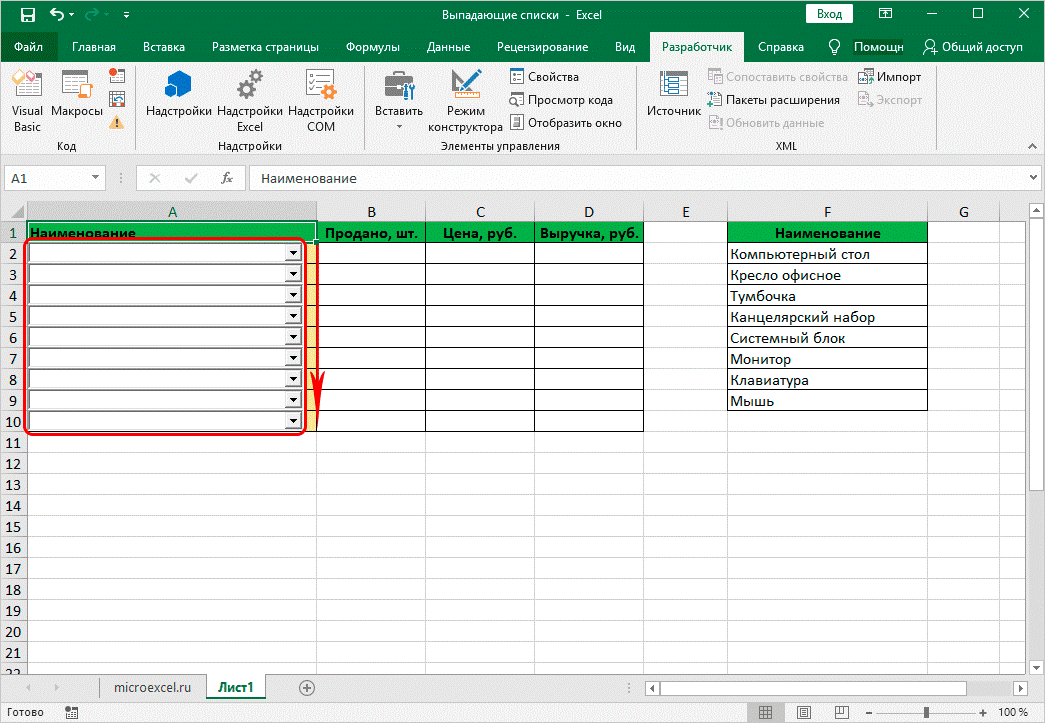 Выпадающие списки - Excel
Вход
Файл Главная Вставка Разметка страницы Формулы Данные Рецензирование Вид Разработчик Справка Помощн Общий доступ
Visual Basic
Макросы
Код
Надстройки
Надстройки Excel
Надстройки COM
Надстройки
Вставить
Режим конструктора
Свойства
Просмотр кода
Отобразить окно
Элементы управления
Источник
Сопоставить свойства
Пакеты расширения
Обновить данные
Импорт
Экспорт
XML
A1 fx Наименование
A B C D E F G
1 Наименование Продано, шт. Цена, руб. Выручка, руб. Наименование
2 Компьютерный стол
3 Кресло офисное
4 Тумбочка
5 Канцелярский набор
6 Системный блок
7 Монитор
8 Клавиатура
9 Мышь
10
11
12
13
14
15
16
17
18
19
20
21
22
microexcel.ru Лист1
Готово 100 %